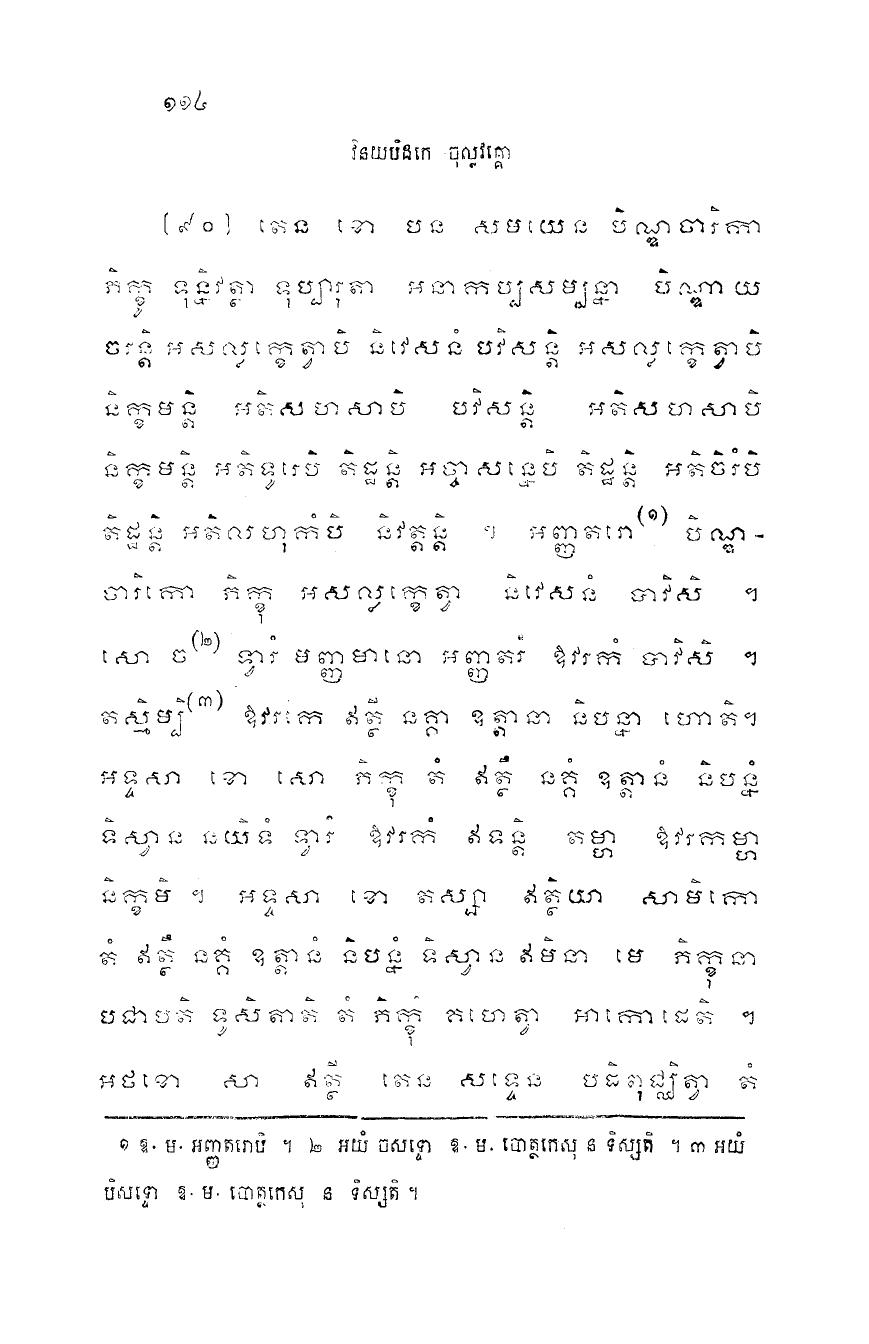 ១១៤
វិនយបិដកេ ចុល្លវគ្គោ
[៩០] តេន ខោ បន សមយេន បិណ្ឌចារិកា
ភិក្ខូ ទុន្និវត្ថា ទុប្បារុតា អនាកប្បសម្បន្នា បិណ្ឌាយ
ចរន្តិ អសល្លក្ខេត្វាបិ និវេសនំ បវិសន្តិ អសល្លក្ខេត្វាបិ
និក្ខមន្តិ អតិសហសាបិ បវិសន្តិ អតិសហសាបិ
និក្ខមន្តិ អតិទូរេបិ តិដ្ឋន្តិ អច្ចាសន្នេបិ តិដ្ឋន្តិ អតិចិរំបិ
តិដ្ឋន្តិ អតិលហុកំបិ និវត្តន្តិ ។ អញ្ញតរោ(១) បិណ្ឌ-
ចារិកោ ភិក្ខុ អសល្លក្ខេត្វា និវេសនំ បាវិសិ ។
សោ ច(២) ទ្វារំ មញ្ញមានោ អញ្ញតរំ ឱវរកំ បាវិសិ ។
តស្មិម្បិ(៣) ឱវរកេ ឥត្ថី នគ្គា ឧត្តានា និបន្នា ហោតិ។
អទ្ទសា ខោ សោ ភិក្ខុ តំ ឥត្ថឹ នគ្គំ ឧត្តានំ និបន្នំ
ទិស្វាន នយិទំ ទ្វារំ ឱវរកំ ឥទន្តិ តម្ហា ឱវរកម្ហា
និក្ខមិ ។ អទ្ទសា ខោ តស្សា ឥត្ថិយា សាមិកោ
តំ ឥត្ថឹ នគ្គំ ឧត្តានំ និបន្នំ ទិស្វាន ឥមិនា មេ ភិក្ខុនា
បជាបតិ ទូសិតាតិ តំ ភិក្ខុំ គហេត្វា អាកោដេតិ ។
អថខោ សា ឥត្ថី តេន សទ្ទេន បដិពុជ្ឈិត្វា តំ
១ ឱ. ម. អញ្ញតរោបិ ។ ២ អយំ ចសទ្ទោ ឱ. ម. បោត្ថកេសុ ន ទិស្សតិ ។ ៣ អយំ
បិសទ្ទោ ឱ. ម. បោត្ថកេសុ ន ទិស្សតិ ។